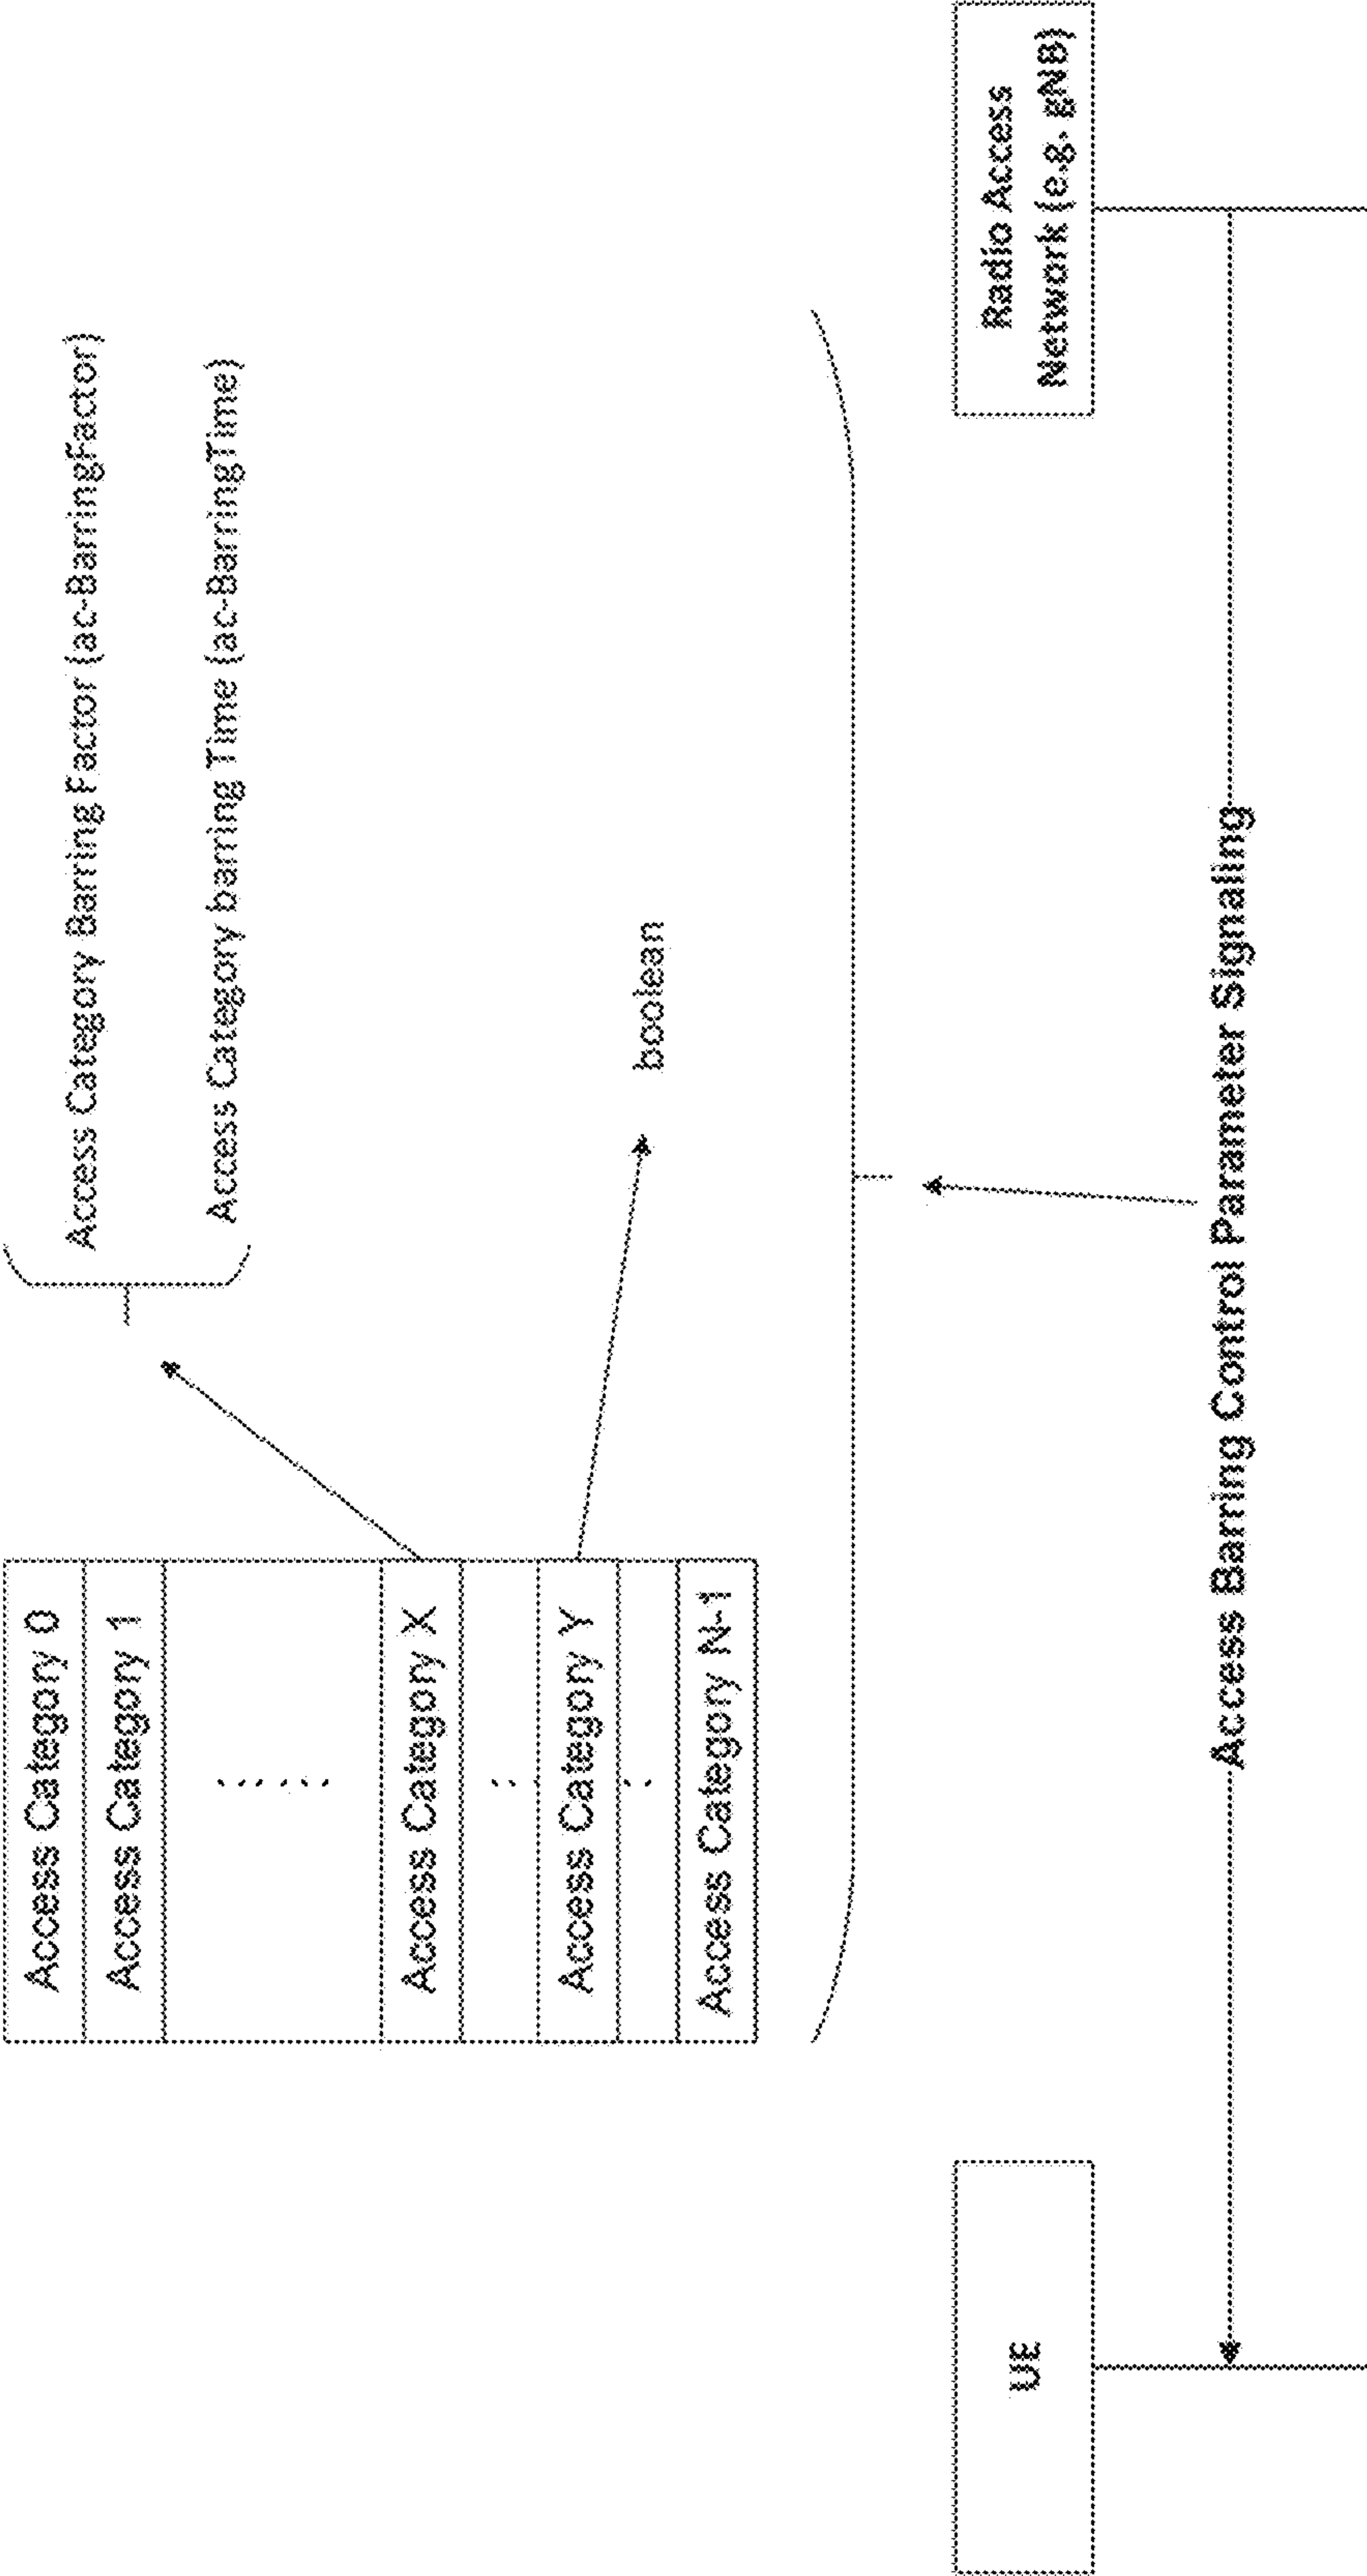 Access Category 0
Access Category 1
. . . . .
Access Category X
. .
Access Category Y
. .
Access Category N-1
Access Category Barring Factor (ac-BarringFactor)
Access Category barring Time (ac-BarringTime)
boolean
UE
Radio Access
Network (e.g. gNB)
Access Barring Control Parameter Signaling